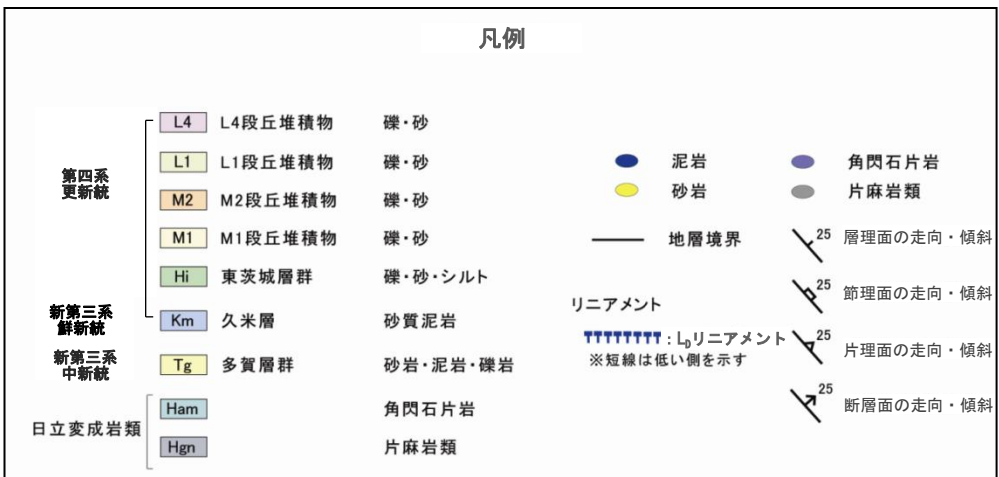 凡例
第四系
更新統
L4 L4段丘堆積物 礫・砂
L1 L1段丘堆積物 礫・砂
M2 M2段丘堆積物 礫・砂
M1 M1段丘堆積物 礫・砂
Hi 東茨城層群 礫・砂・シルト
新第三系
鮮新統
Km 久米層 砂質泥岩
新第三系
中新統
Tg 多賀層群 砂岩・泥岩・礫岩
日立変成岩類
Ham 角閃石片岩
Hgn 片麻岩類
泥岩
砂岩
地層境界
リニアメント
:LDリニアメント
※短線は低い側を示す
角閃石片岩
片麻岩類
25 層理面の走向・傾斜
25 節理面の走向・傾斜
25 片理面の走向・傾斜
25 断層面の走向・傾斜